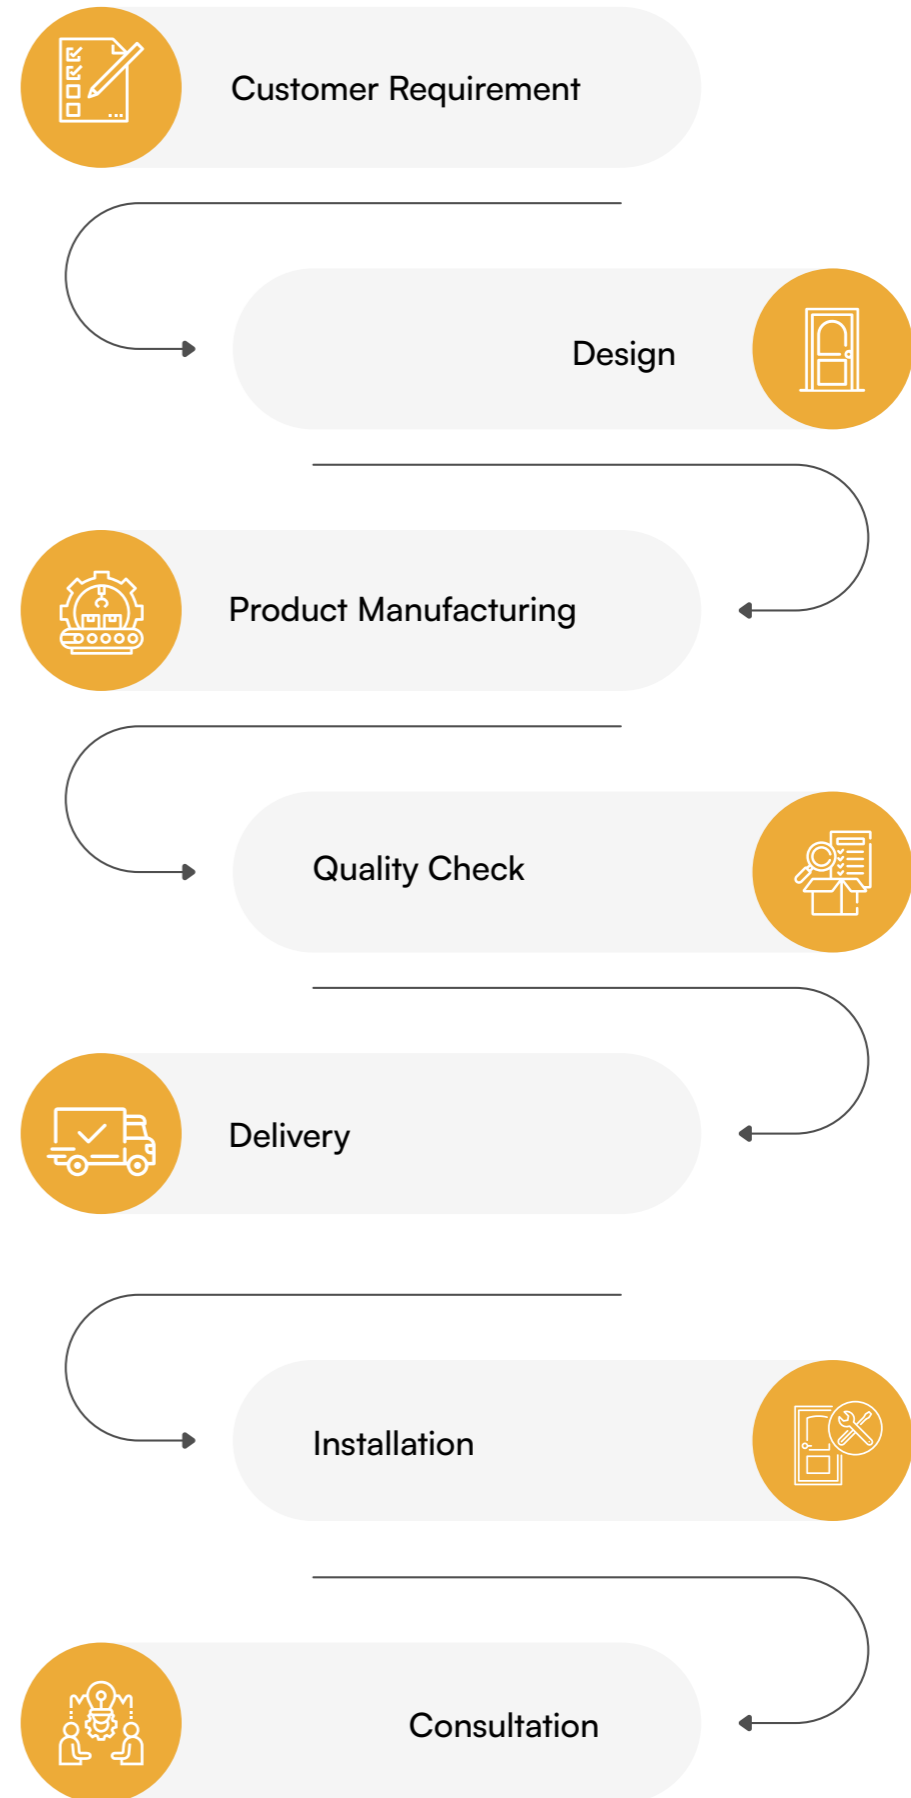 Customer Requirement
Design
Product Manufacturing
Quality Check
Delivery
Installation
Consultation